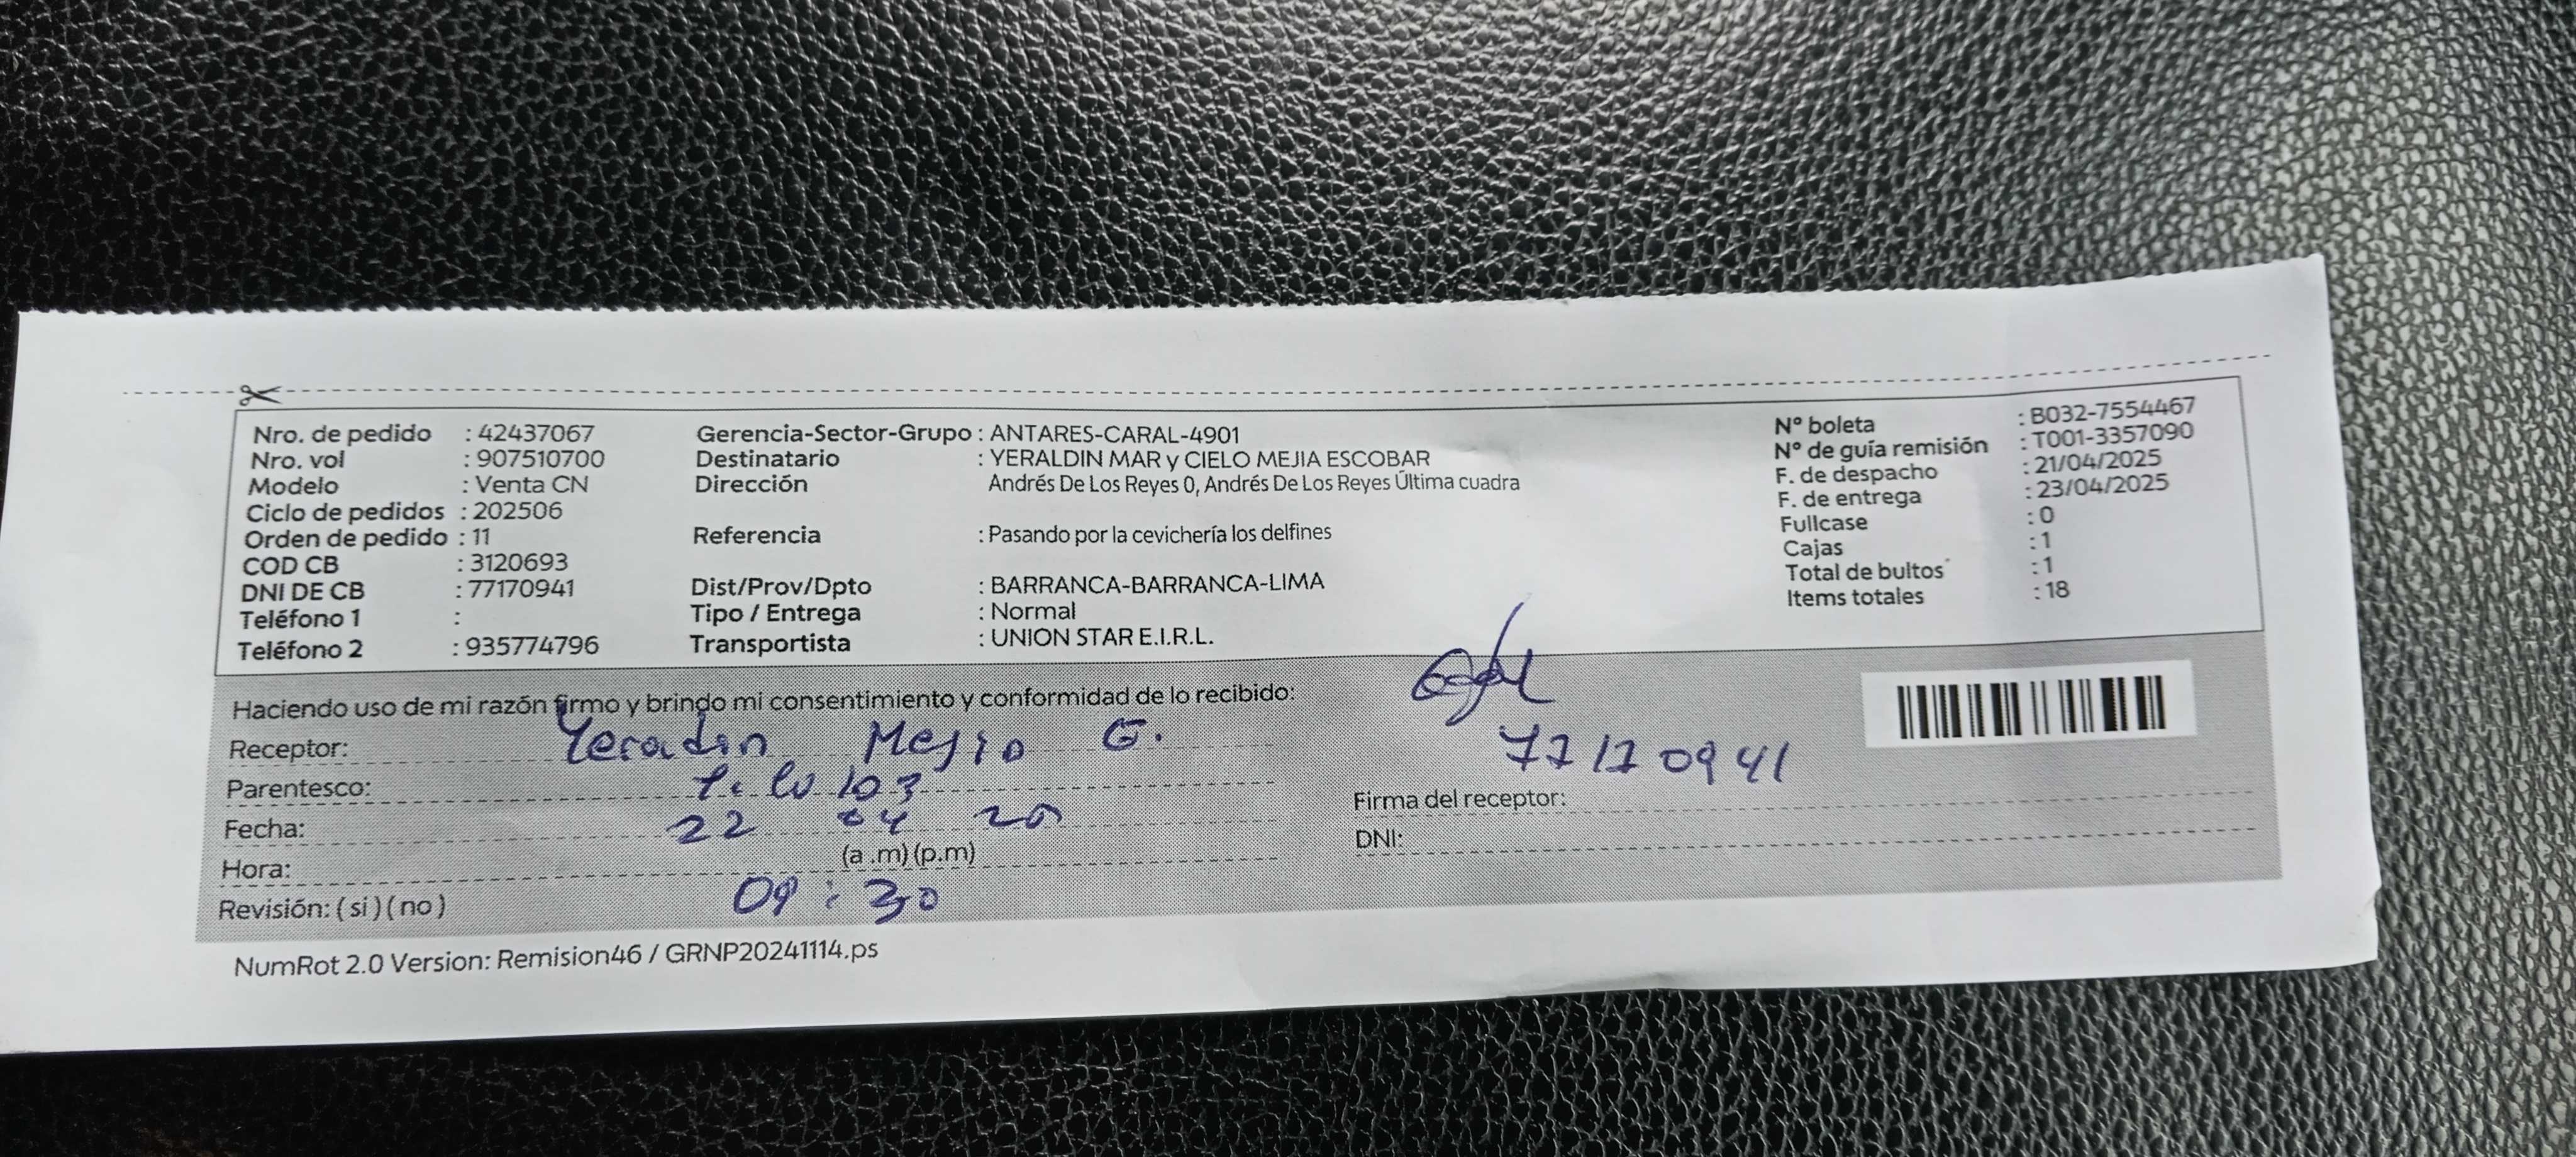 Nro. de pedido : 42437067
Nro. vol : 907510700
Modelo : Venta CN
Ciclo de pedidos : 202506
Orden de pedido : 11
COD CB : 3120693
DNI DE CB : 77170941
Teléfono 1 :
Teléfono 2 : 935774796
Gerencia-Sector-Grupo : ANTARES-CARAL-4901
Destinatario : YERALDIN MAR y CIELO MEJIA ESCOBAR
Dirección Andrés De Los Reyes 0, Andrés De Los Reyes Última cuadra
Referencia : Pasando por la cevichería los delfines
Dist/Prov/Dpto : BARRANCA-BARRANCA-LIMA
Tipo / Entrega : Normal
Transportista : UNION STAR E.I.R.L.
N° boleta : B032-7554467
N° de guía remisión : T001-3357090
F. de despacho : 21/04/2025
F. de entrega : 23/04/2025
Fullcase : 0
Cajas : 1
Total de bultos : 1
Items totales : 18
Haciendo uso de mi razón firmo y brindo mi consentimiento y conformidad de lo recibido:
Receptor: Yeradin Mejia E.
Parentesco:
Fecha: 22 04
Hora: (a .m) (p.m)
09 : 30
Revisión: ( si ) ( no )
77170941
Firma del receptor:
DNI:
NumRot 2.0 Version: Remision46 / GRNP20241114.ps